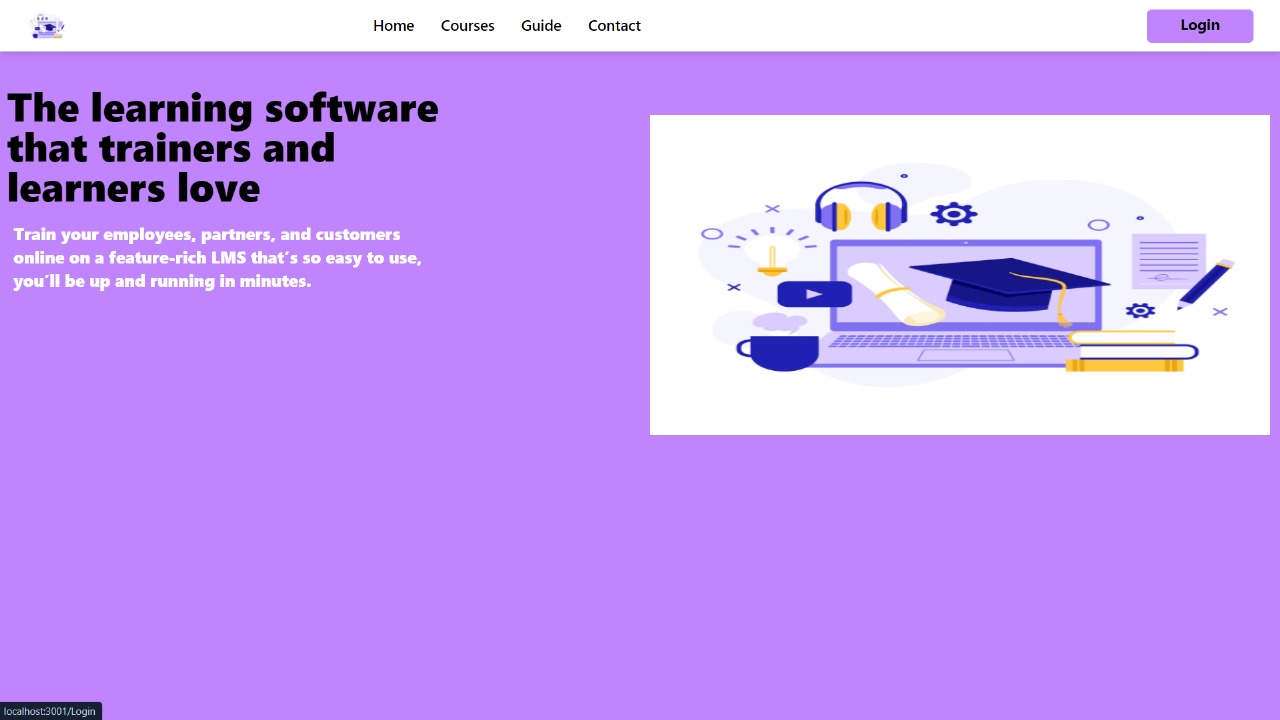 Home Courses Guide Contact Login
The learning software
that trainers and
learners love
Train your employees, partners, and customers
online on a feature-rich LMS that’s so easy to use,
you’ll be up and running in minutes.
localhost:3001/Login